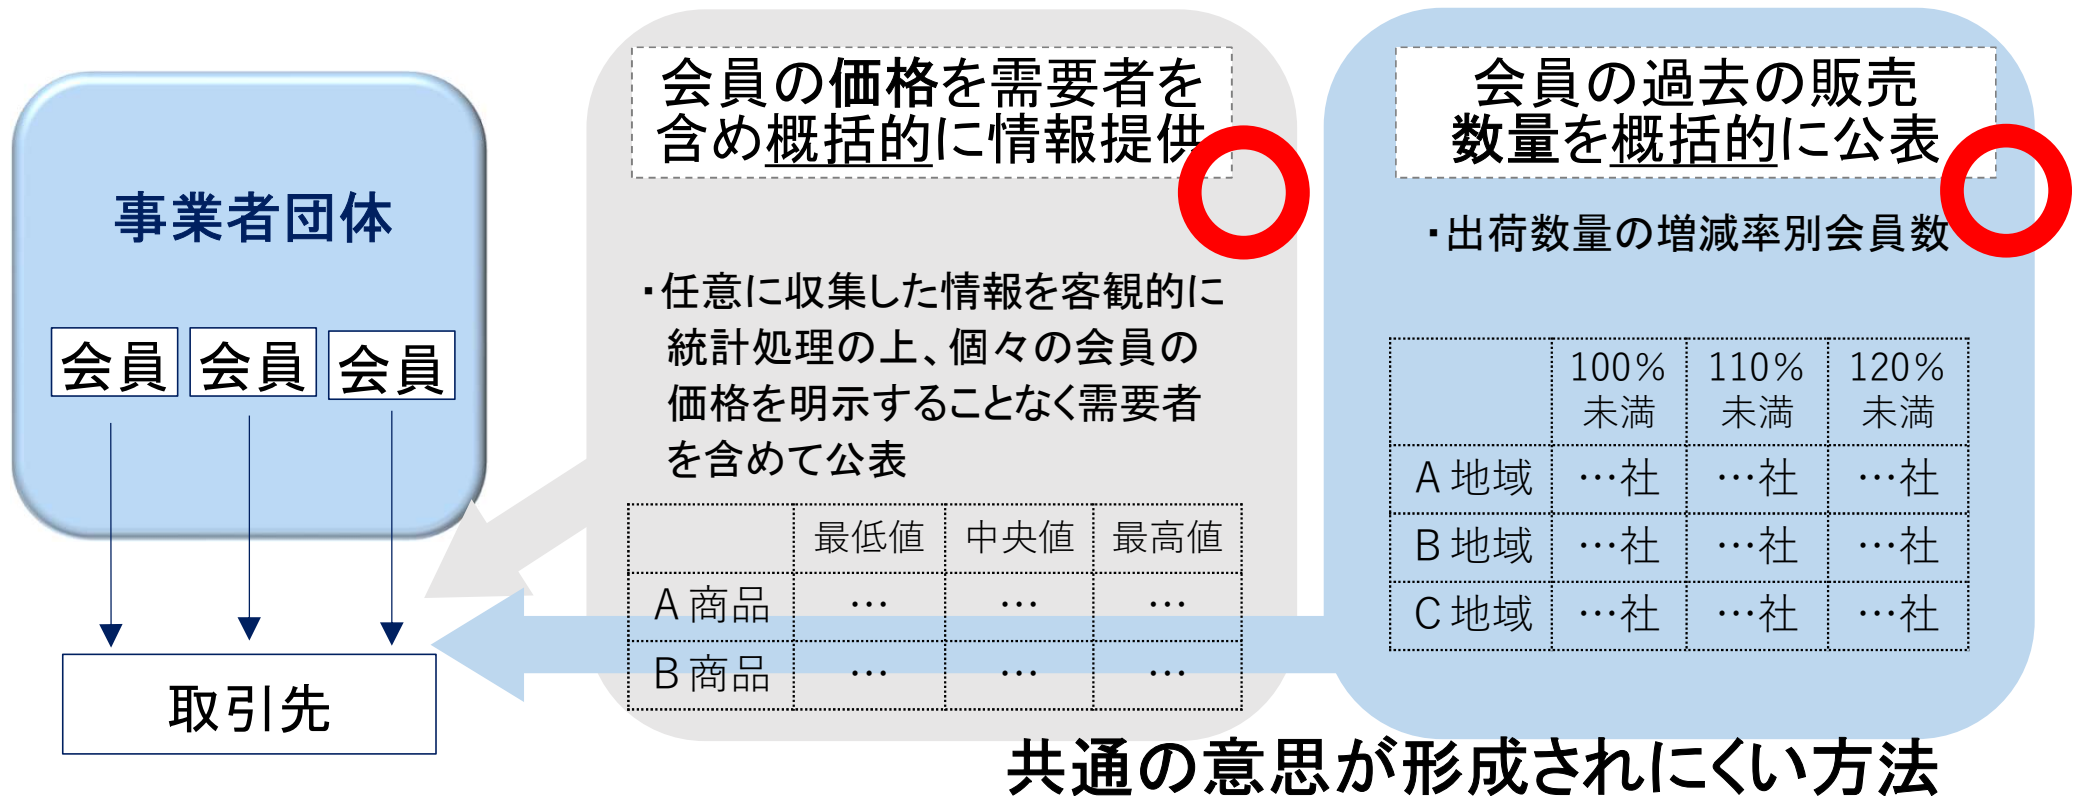 事業者団体
会員 会員 会員
取引先
会員の価格を需要者を
含め概括的に情報提供
・任意に収集した情報を客観的に
統計処理の上、個々の会員の
価格を明示することなく需要者
を含めて公表
最低値 中央値 最高値
A商品 … … …
B商品 … … …
会員の過去の販売
数量を概括的に公表
・出荷数量の増減率別会員数
100% 110% 120%
未満 未満 未満
A地域 …社 …社 …社
B地域 …社 …社 …社
C地域 …社 …社 …社
共通の意思が形成されにくい方法